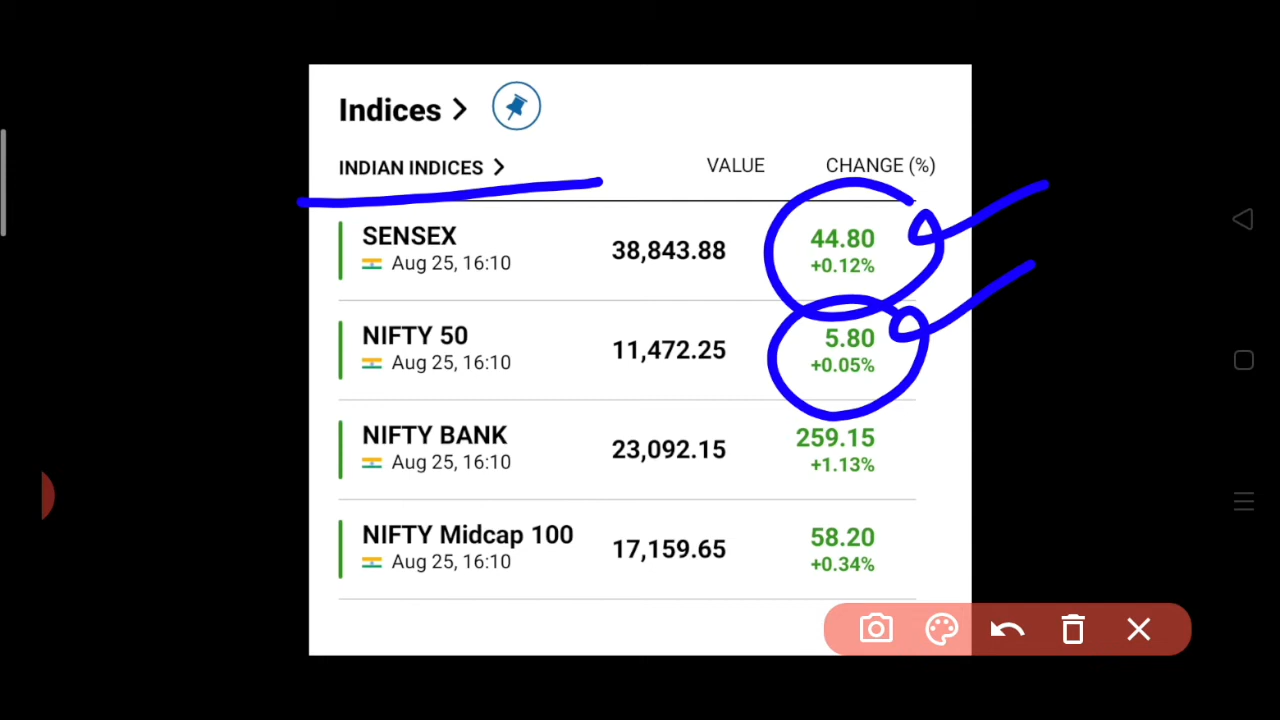 Indices >
INDIAN INDICES > VALUE CHANGE (%)
SENSEX 38,843.88 44.80
Aug 25, 16:10 +0.12%
NIFTY 50 11,472.25 5.80
Aug 25, 16:10 +0.05%
NIFTY BANK 23,092.15 259.15
Aug 25, 16:10 +1.13%
NIFTY Midcap 100 17,159.65 58.20
Aug 25, 16:10 +0.34%